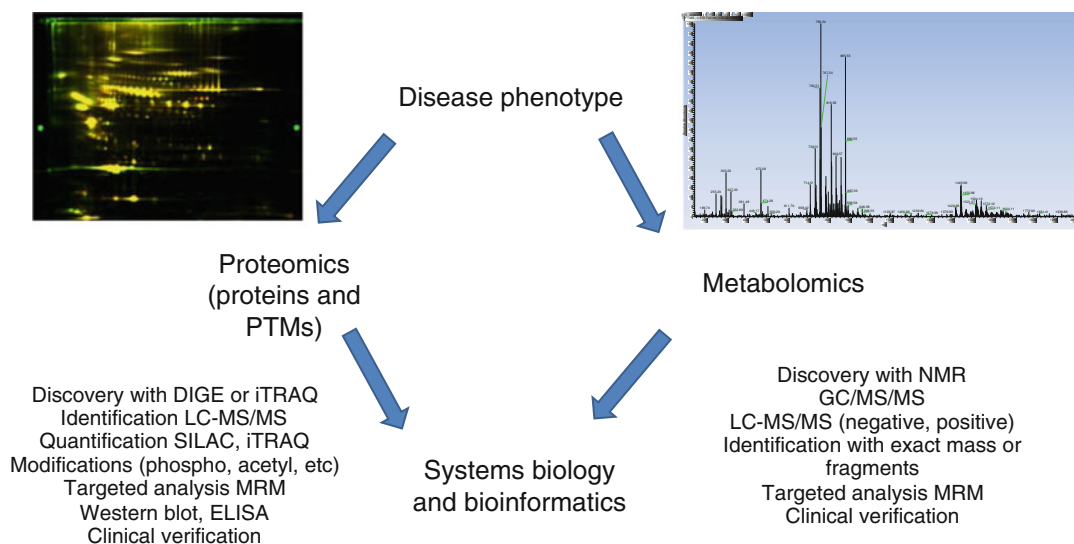 Disease phenotype
Proteomics
(proteins and
PTMs)
Metabolomics
Discovery with DIGE or iTRAQ
Identification LC-MS/MS
Quantification SILAC, iTRAQ
Modifications (phospho, acetyl, etc)
Targeted analysis MRM
Western blot, ELISA
Clinical verification
Systems biology
and bioinformatics
Discovery with NMR
GC/MS/MS
LC-MS/MS (negative, positive)
Identification with exact mass or
fragments
Targeted analysis MRM
Clinical verification